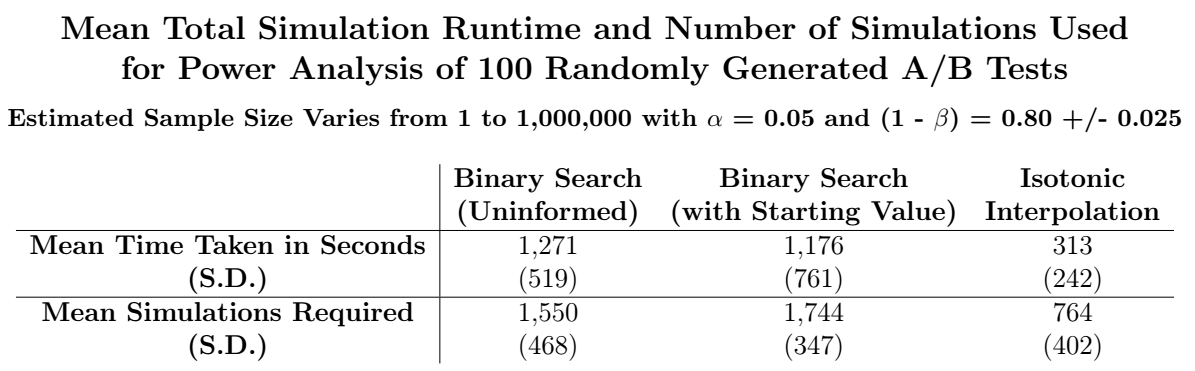 Mean Total Simulation Runtime and Number of Simulations Used
for Power Analysis of 100 Randomly Generated A/B Tests
Estimated Sample Size Varies from 1 to 1,000,000 with α = 0.05 and (1 - β) = 0.80 +/- 0.025
Binary Search Binary Search Isotonic
(Uninformed) (with Starting Value) Interpolation
Mean Time Taken in Seconds 1,271 1,176 313
(S.D.) (519) (761) (242)
Mean Simulations Required 1,550 1,744 764
(S.D.) (468) (347) (402)